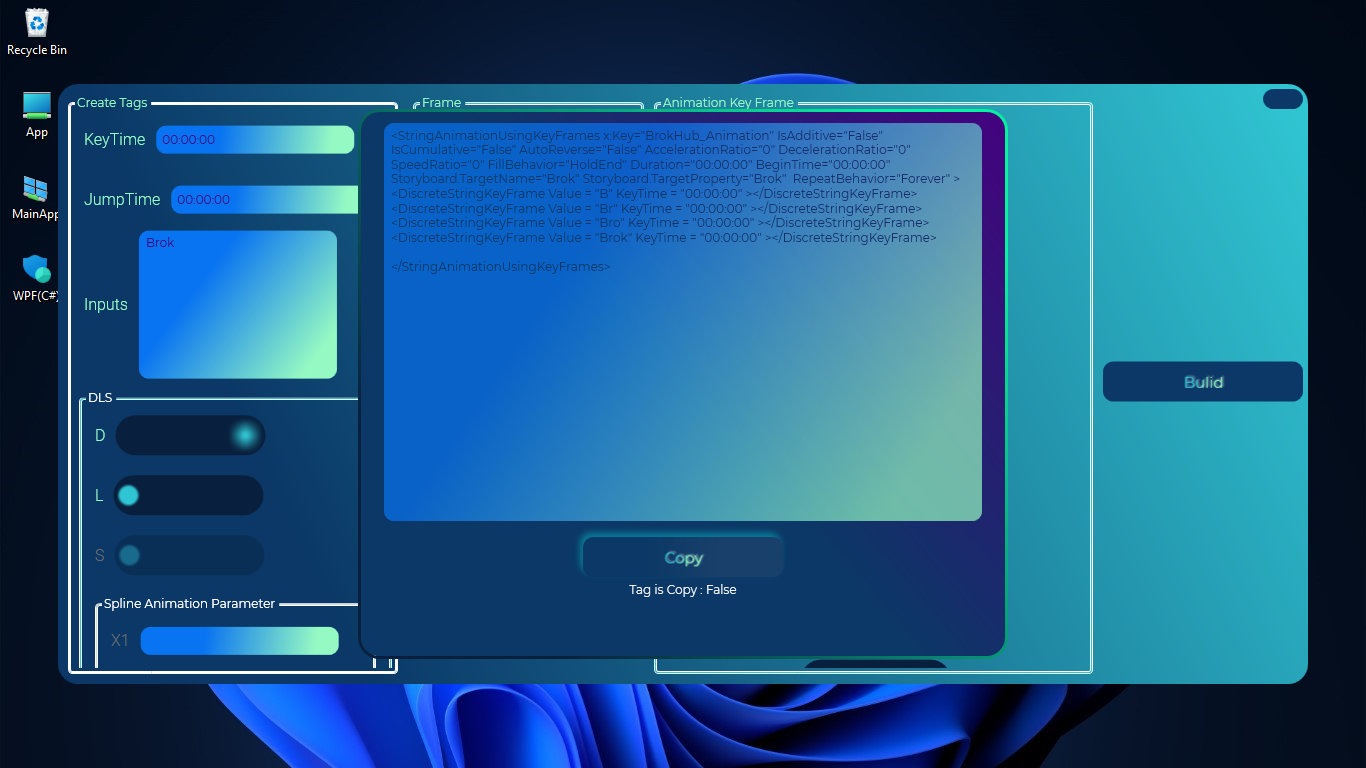 Recycle Bin
App
MainApp
WPF(C#)
Create Tags
KeyTime
00:00:00
JumpTime
00:00:00
Inputs
Brok
DLS
D
L
S
Spline Animation Parameter
X1
Frame
Animation Key Frame
<StringAnimationUsingKeyFrames x:Key="BrokHub_Animation" IsAdditive="False"
IsCumulative="False" AutoReverse="False" AccelerationRatio="0" DecelerationRatio="0"
SpeedRatio="0" FillBehavior="HoldEnd" Duration="00:00:00" BeginTime="00:00:00"
Storyboard.TargetName="Brok" Storyboard.TargetProperty="Brok"  RepeatBehavior="Forever" >
<DiscreteStringKeyFrame Value = "B" KeyTime = "00:00:00" ></DiscreteStringKeyFrame>
<DiscreteStringKeyFrame Value = "Br" KeyTime = "00:00:00" ></DiscreteStringKeyFrame>
<DiscreteStringKeyFrame Value = "Bro" KeyTime = "00:00:00" ></DiscreteStringKeyFrame>
<DiscreteStringKeyFrame Value = "Brok" KeyTime = "00:00:00" ></DiscreteStringKeyFrame>
</StringAnimationUsingKeyFrames>
Copy
Tag is Copy : False
Bulid